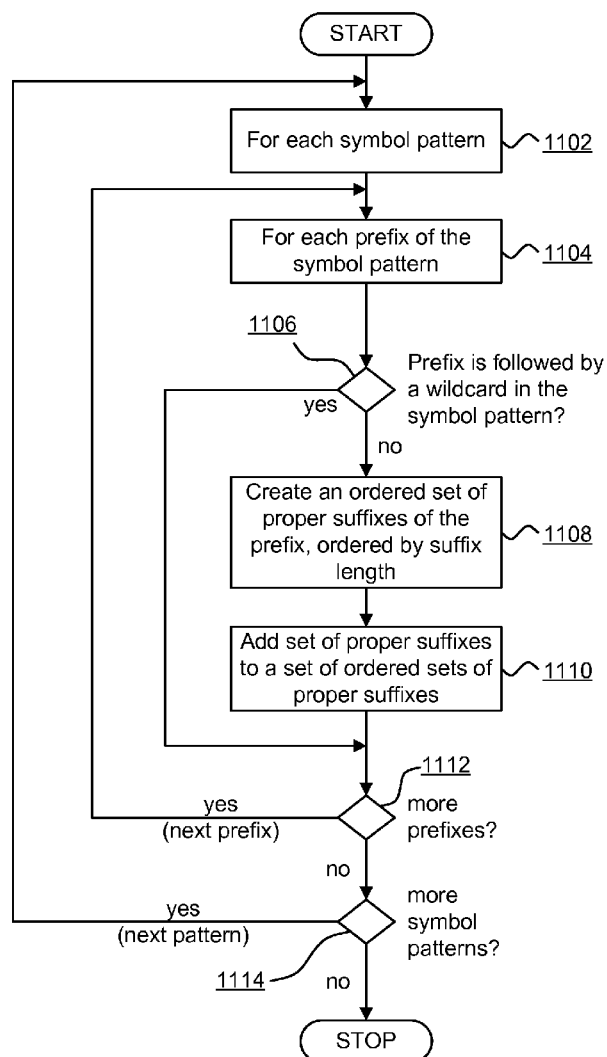 START
For each symbol pattern
1102
For each prefix of the
symbol pattern
1104
1106
Prefix is followed by
a wildcard in the
symbol pattern?
yes
no
Create an ordered set of
proper suffixes of the
prefix, ordered by suffix
length
1108
Add set of proper suffixes
to a set of ordered sets of
proper suffixes
1110
1112
yes
(next prefix)
more
prefixes?
no
yes
(next pattern)
more
symbol
patterns?
1114
no
STOP